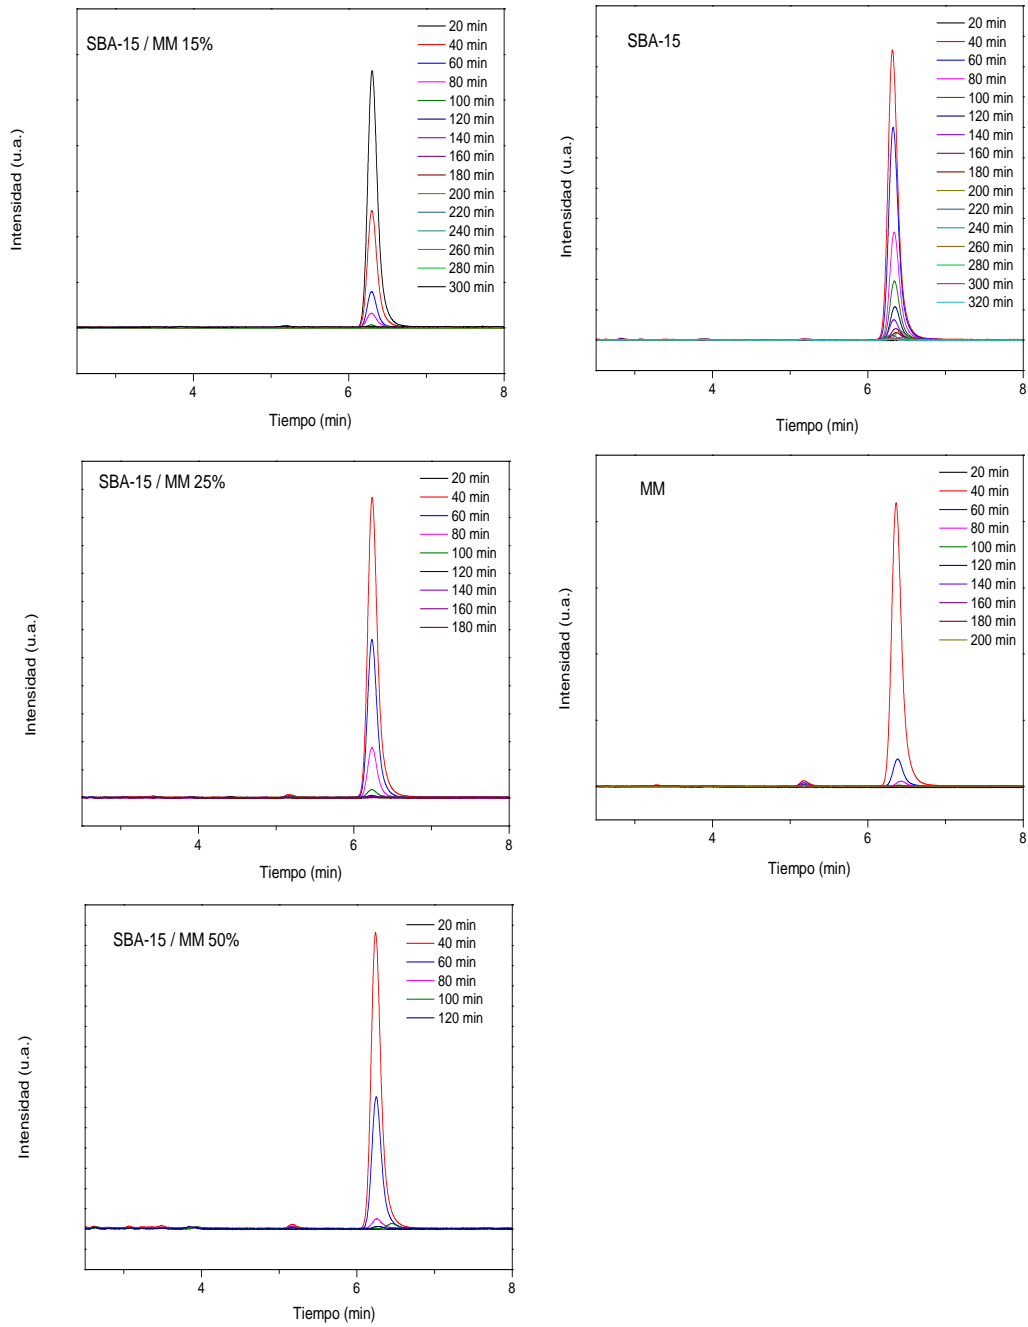 SBA-15 / MM 15%
20 min
40 min
60 min
80 min
100 min
120 min
140 min
160 min
180 min
200 min
220 min
240 min
260 min
280 min
300 min
Intensidad (u.a.)
4
6
8
Tiempo (min)
SBA-15
20 min
40 min
60 min
80 min
100 min
120 min
140 min
160 min
180 min
200 min
220 min
240 min
260 min
280 min
300 min
320 min
Intensidad (u.a.)
4
6
8
Tiempo (min)
SBA-15 / MM 25%
20 min
40 min
60 min
80 min
100 min
120 min
140 min
160 min
180 min
Intensidad (u.a.)
4
6
8
Tiempo (min)
MM
20 min
40 min
60 min
80 min
100 min
120 min
140 min
160 min
180 min
200 min
Intensidad (u.a.)
4
6
8
Tiempo (min)
SBA-15 / MM 50%
20 min
40 min
60 min
80 min
100 min
120 min
Intensidad (u.a.)
4
6
8
Tiempo (min)